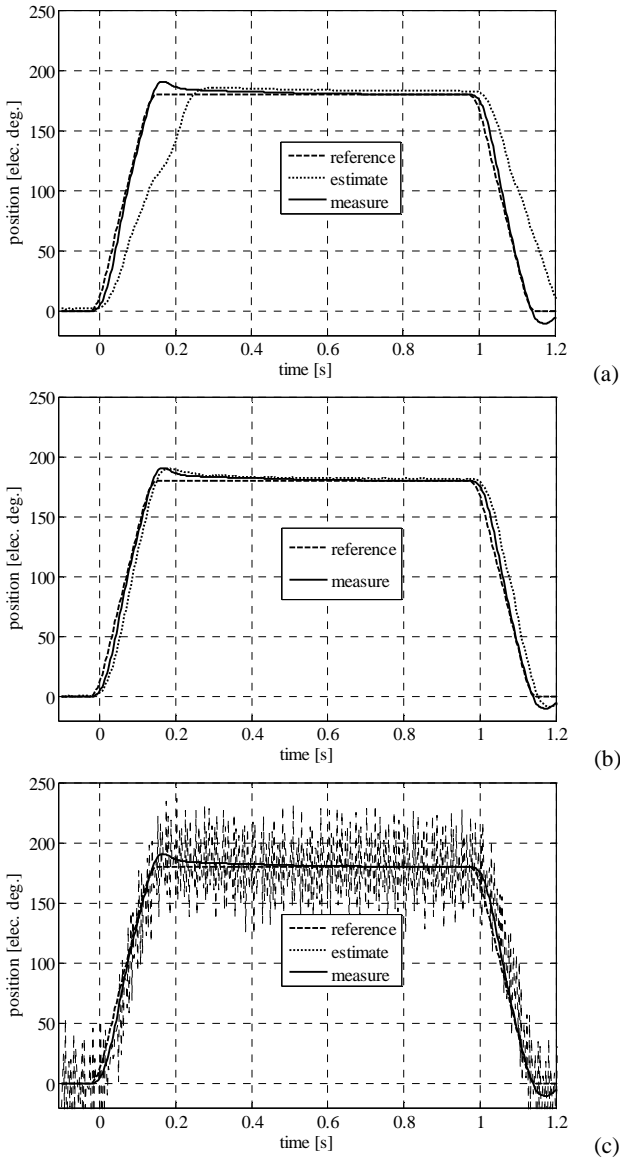 250
200
150
100
50
0
position [elec. deg.]
reference
estimate
measure
0 0.2 0.4 0.6 0.8 1 1.2
time [s]
(a)
250
200
150
100
50
0
position [elec. deg.]
reference
measure
0 0.2 0.4 0.6 0.8 1 1.2
time [s]
(b)
250
200
150
100
50
0
position [elec. deg.]
reference
estimate
measure
0 0.2 0.4 0.6 0.8 1 1.2
time [s]
(c)